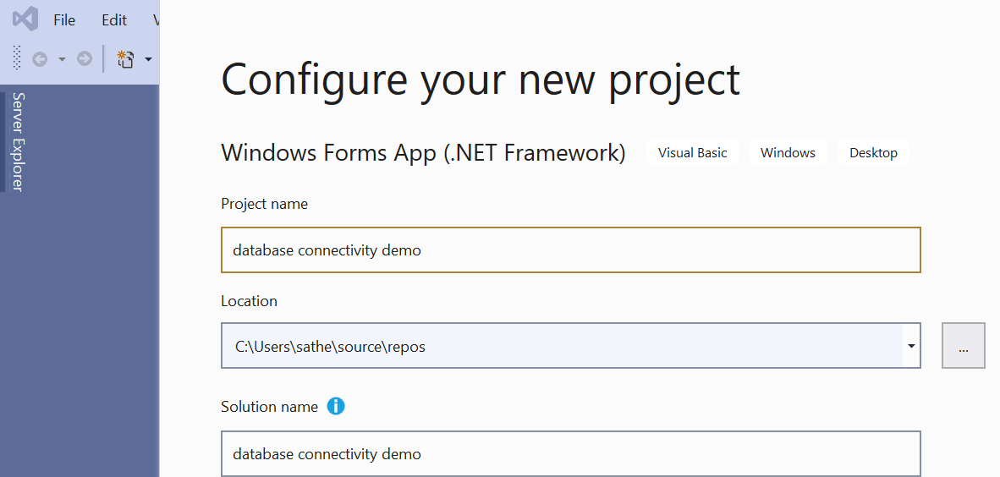 File Edit V
Server Explorer
Configure your new project
Windows Forms App (.NET Framework) Visual Basic Windows Desktop
Project name
database connectivity demo
Location
C:\Users\sathe\source\repos
...
Solution name
database connectivity demo